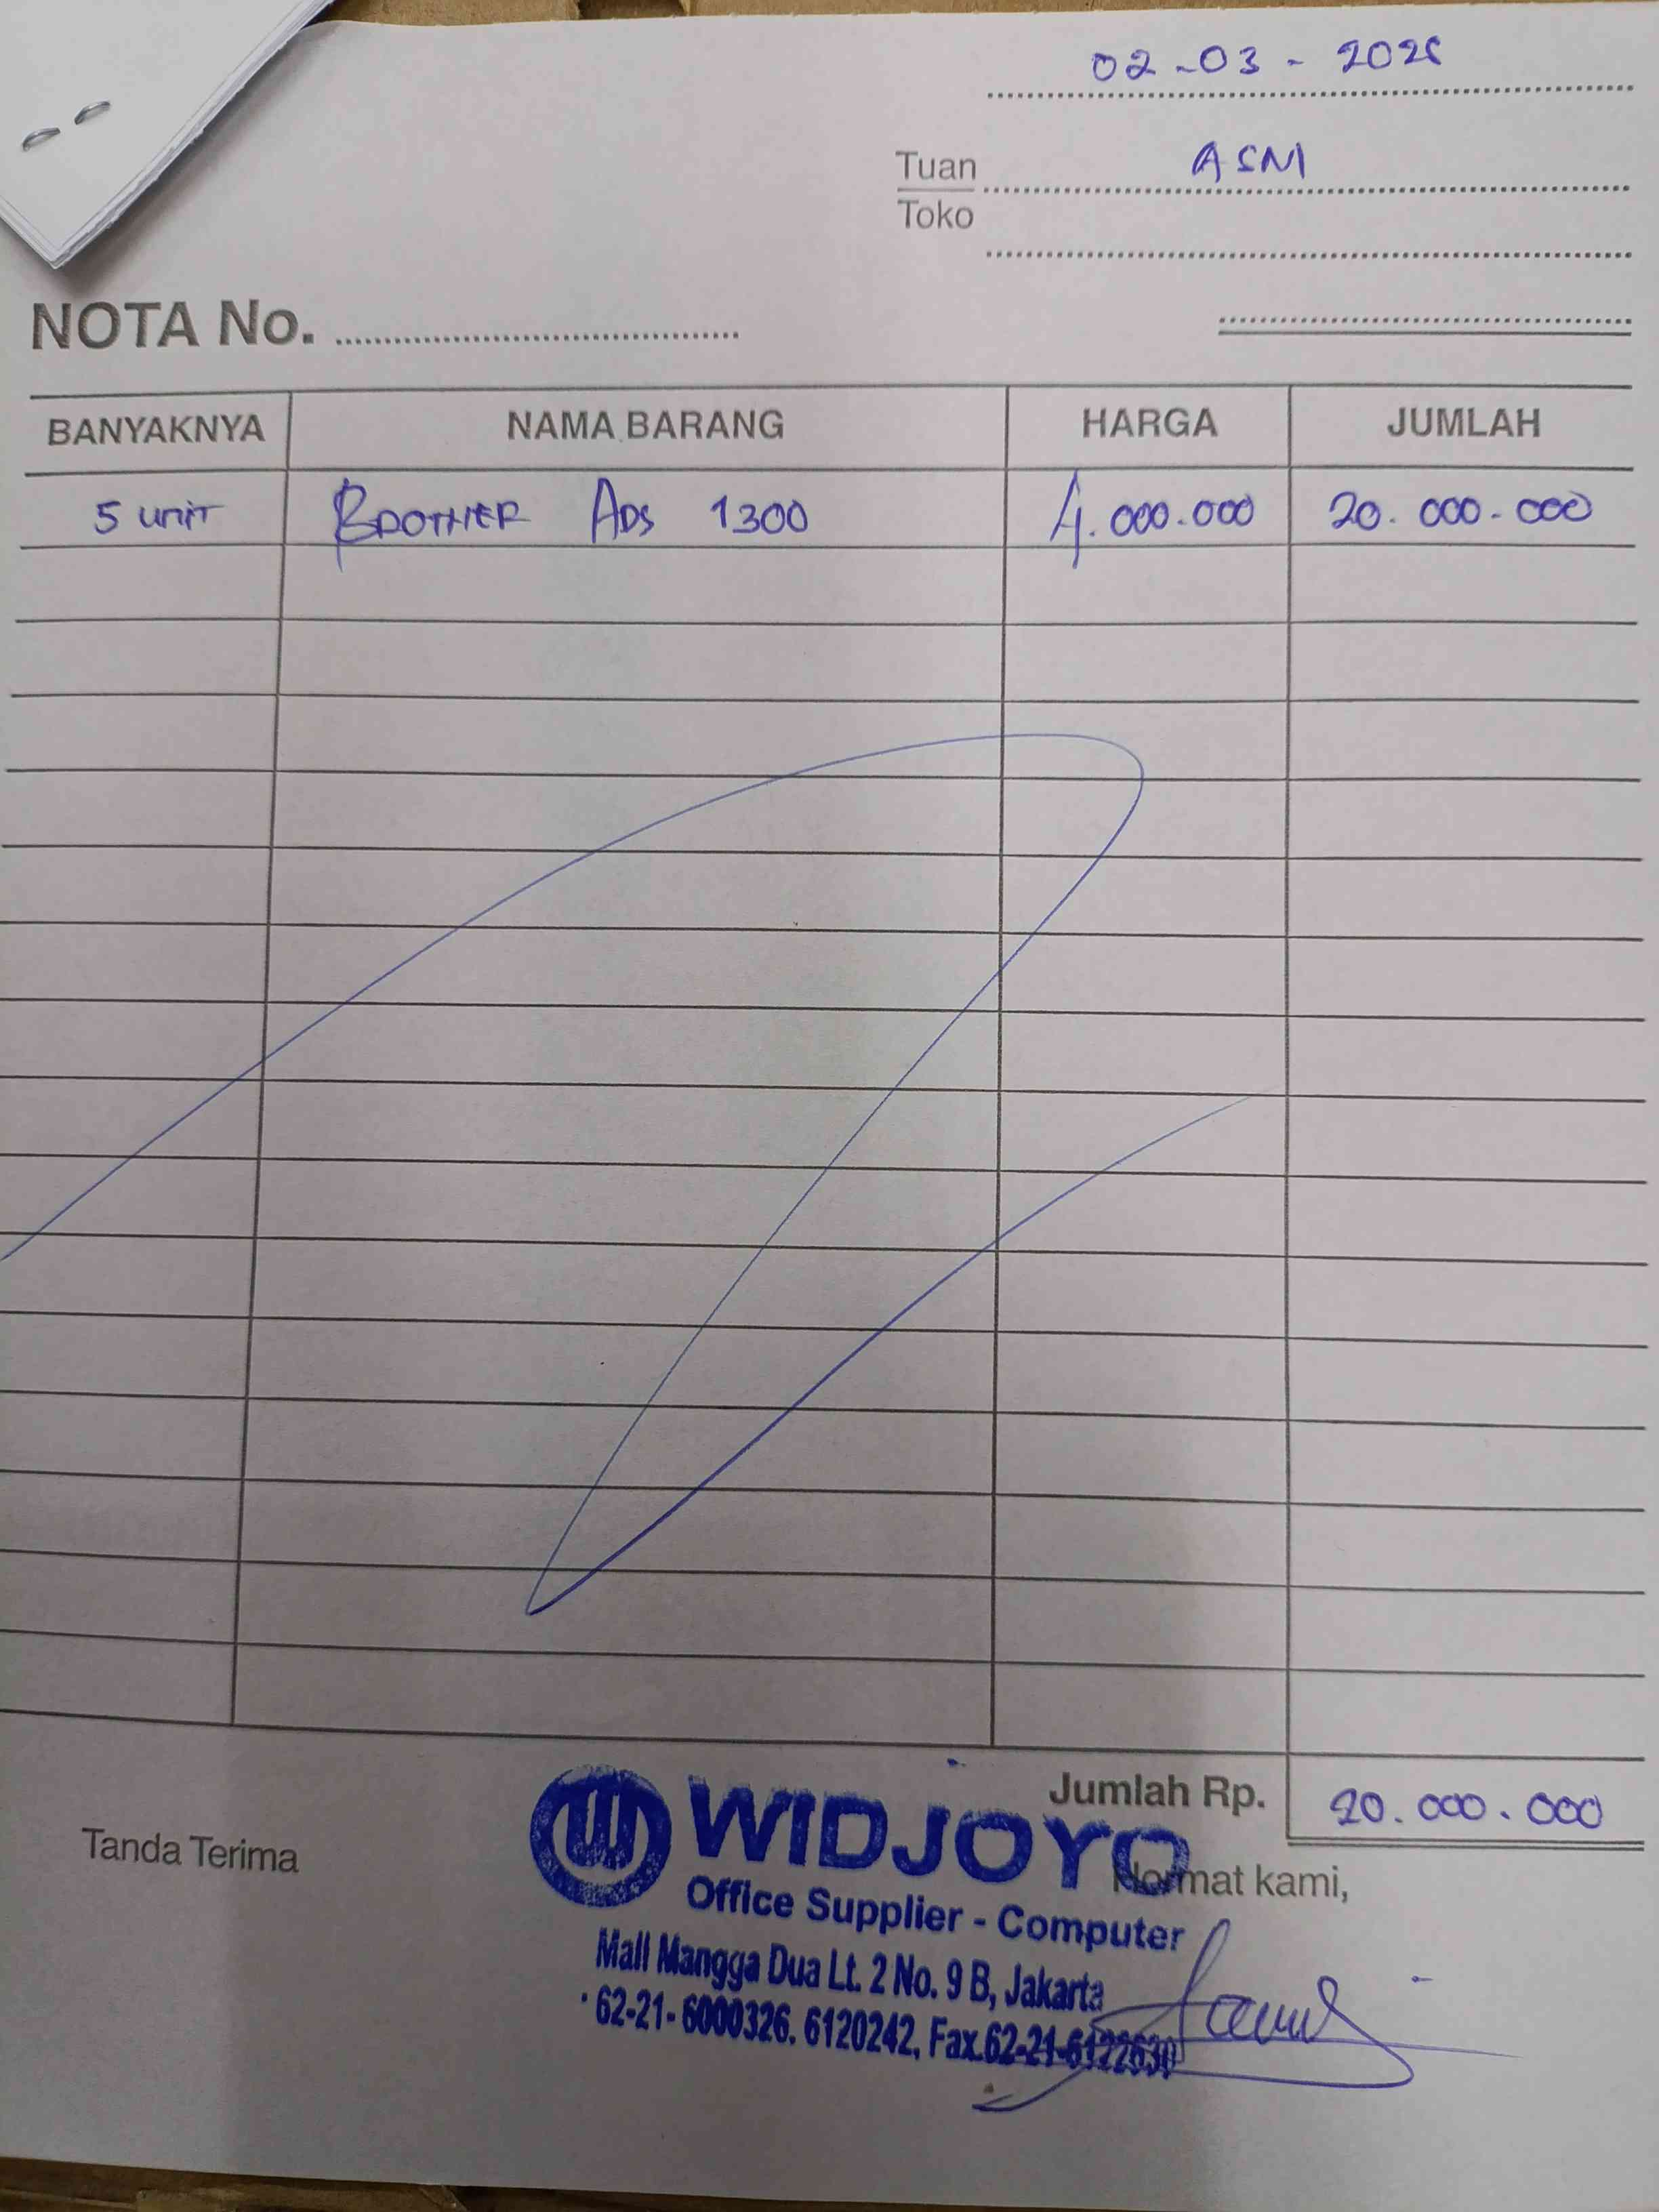 02-03-2026
Tuan ASNI
Toko
NOTA No.
BANYAKNYA NAMA BARANG HARGA JUMLAH
5 unit BROTHER ADS 1300 4.000.000 20.000.000
Jumlah Rp. 20.000.000
Tanda Terima
Hormat kami,
WIDJOYO
Office Supplier - Computer
Mall Mangga Dua Lt. 2 No. 9 B, Jakarta
62-21-6000326. 6120242, Fax.62-21-6122630